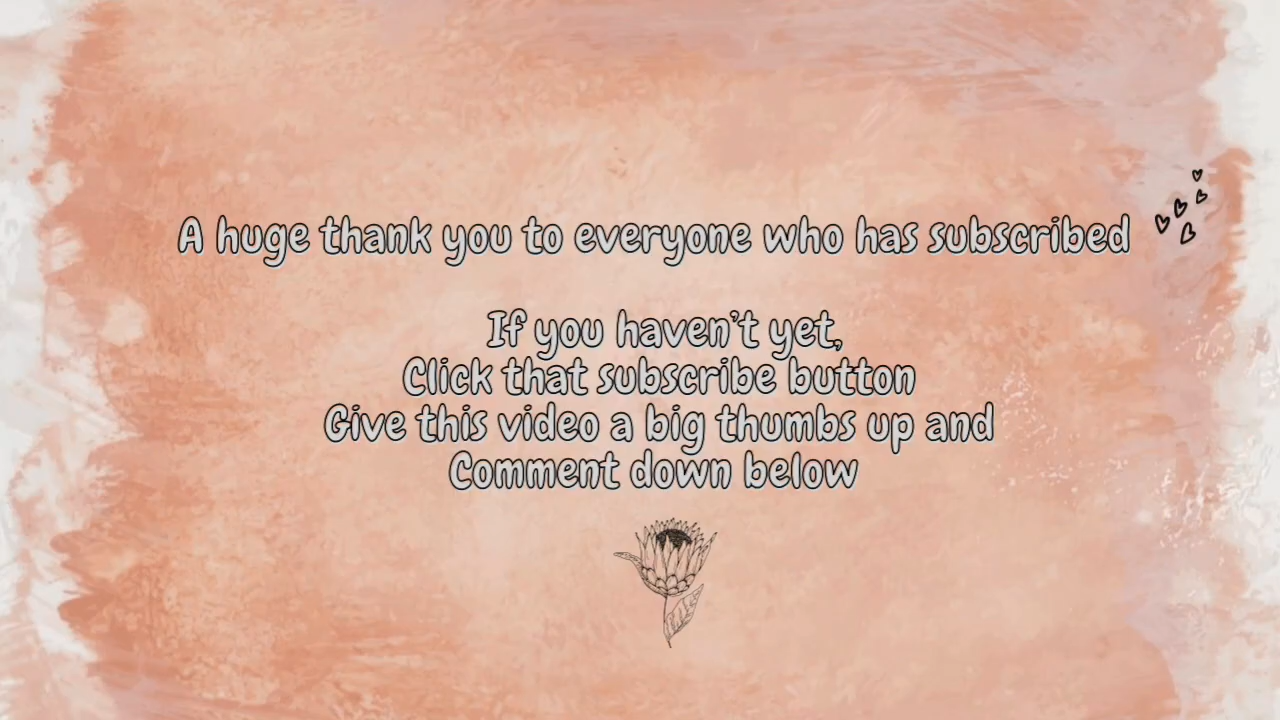 A huge thank you to everyone who has subscribed
If you haven't yet,
Click that subscribe button
Give this video a big thumbs up and
Comment down below